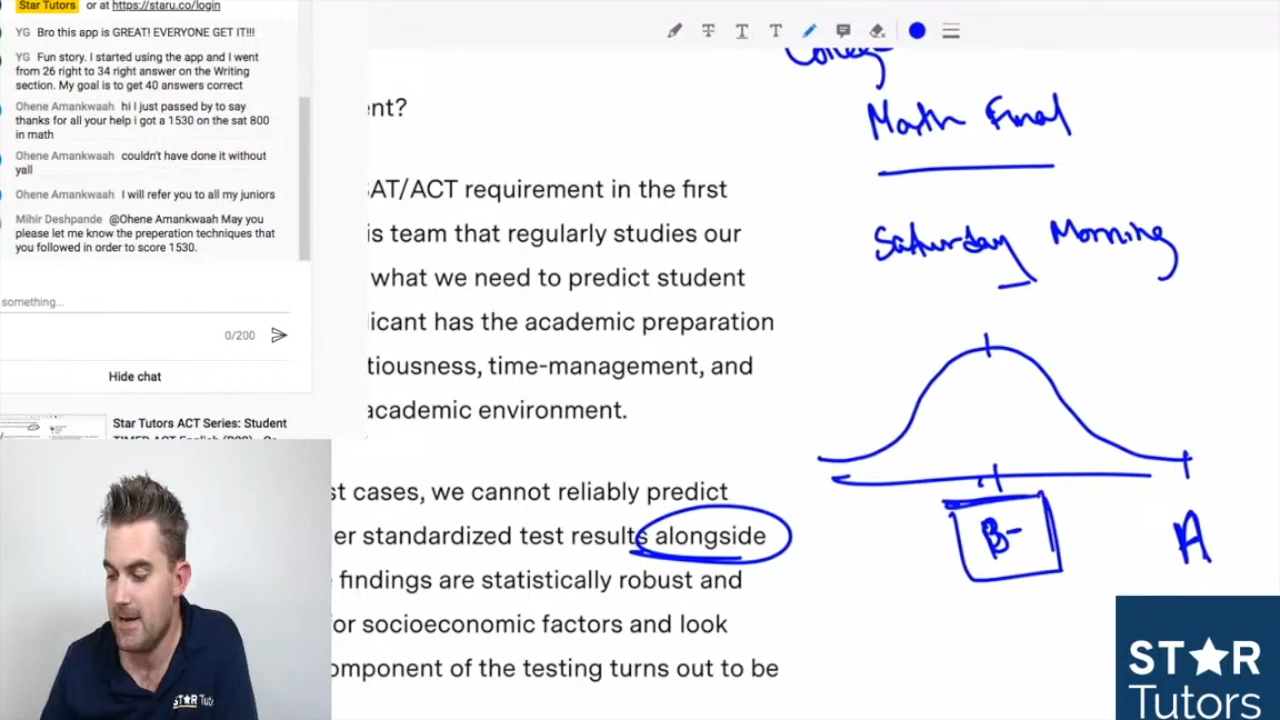 Star Tutors or at https://staru.co/login
YG Bro this app is GREAT! EVERYONE GET IT!!!
YG Fun story. I started using the app and I went
from 26 right to 34 right answer on the Writing
section. My goal is to get 40 answers correct
Ohene Amankwaah hi I just passed by to say
thanks for all your help i got a 1530 on the sat 800
in math
Ohene Amankwaah couldn't have done it without
yall
Ohene Amankwaah I will refer you to all my juniors
Mihir Deshpande @Ohene Amankwaah May you
please let me know the preperation techniques that
you followed in order to score 1530.
something...
0/200
Hide chat
Star Tutors ACT Series: Student
ent?
SAT/ACT requirement in the first
is team that regularly studies our
what we need to predict student
licant has the academic preparation
tiousness, time-management, and
academic environment.
st cases, we cannot reliably predict
er standardized test results alongside
findings are statistically robust and
or socioeconomic factors and look
omponent of the testing turns out to be
Math Final
Saturday Morning
B-
A
STAR Tutors
STAR
Tutors